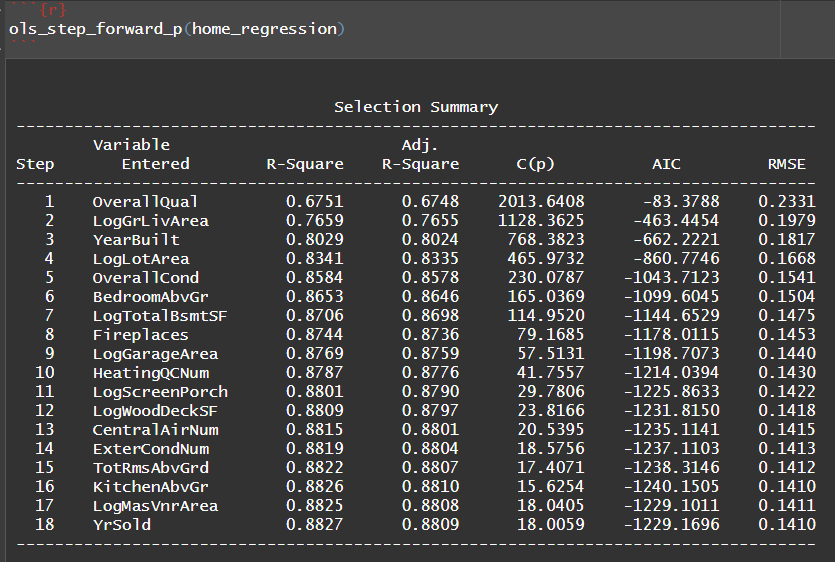 ```{r}
ols_step_forward_p(home_regression)
```
Selection Summary
--------------------------------------------------------------------------------
Variable Adj.
Step Entered R-Square R-Square C(p) AIC RMSE
--------------------------------------------------------------------------------
1 OverallQual 0.6751 0.6748 2013.6408 -83.3788 0.2331
2 LogGrLivArea 0.7659 0.7655 1128.3625 -463.4454 0.1979
3 YearBuilt 0.8029 0.8024 768.3823 -662.2221 0.1817
4 LogLotArea 0.8341 0.8335 465.9732 -860.7746 0.1668
5 OverallCond 0.8584 0.8578 230.0787 -1043.7123 0.1541
6 BedroomAbvGr 0.8653 0.8646 165.0369 -1099.6045 0.1504
7 LogTotalBsmtSF 0.8706 0.8698 114.9520 -1144.6529 0.1475
8 Fireplaces 0.8744 0.8736 79.1685 -1178.0115 0.1453
9 LogGarageArea 0.8769 0.8759 57.5131 -1198.7073 0.1440
10 HeatingQCNum 0.8787 0.8776 41.7557 -1214.0394 0.1430
11 LogScreenPorch 0.8801 0.8790 29.7806 -1225.8633 0.1422
12 LogWoodDeckSF 0.8809 0.8797 23.8166 -1231.8150 0.1418
13 CentralAirNum 0.8815 0.8801 20.5395 -1235.1141 0.1415
14 ExterCondNum 0.8819 0.8804 18.5756 -1237.1103 0.1413
15 TotRmsAbvGrd 0.8822 0.8807 17.4071 -1238.3146 0.1412
16 KitchenAbvGr 0.8826 0.8810 15.6254 -1240.1505 0.1410
17 LogMasVnrArea 0.8825 0.8808 18.0405 -1229.1011 0.1411
18 YrSold 0.8827 0.8809 18.0059 -1229.1696 0.1410
--------------------------------------------------------------------------------